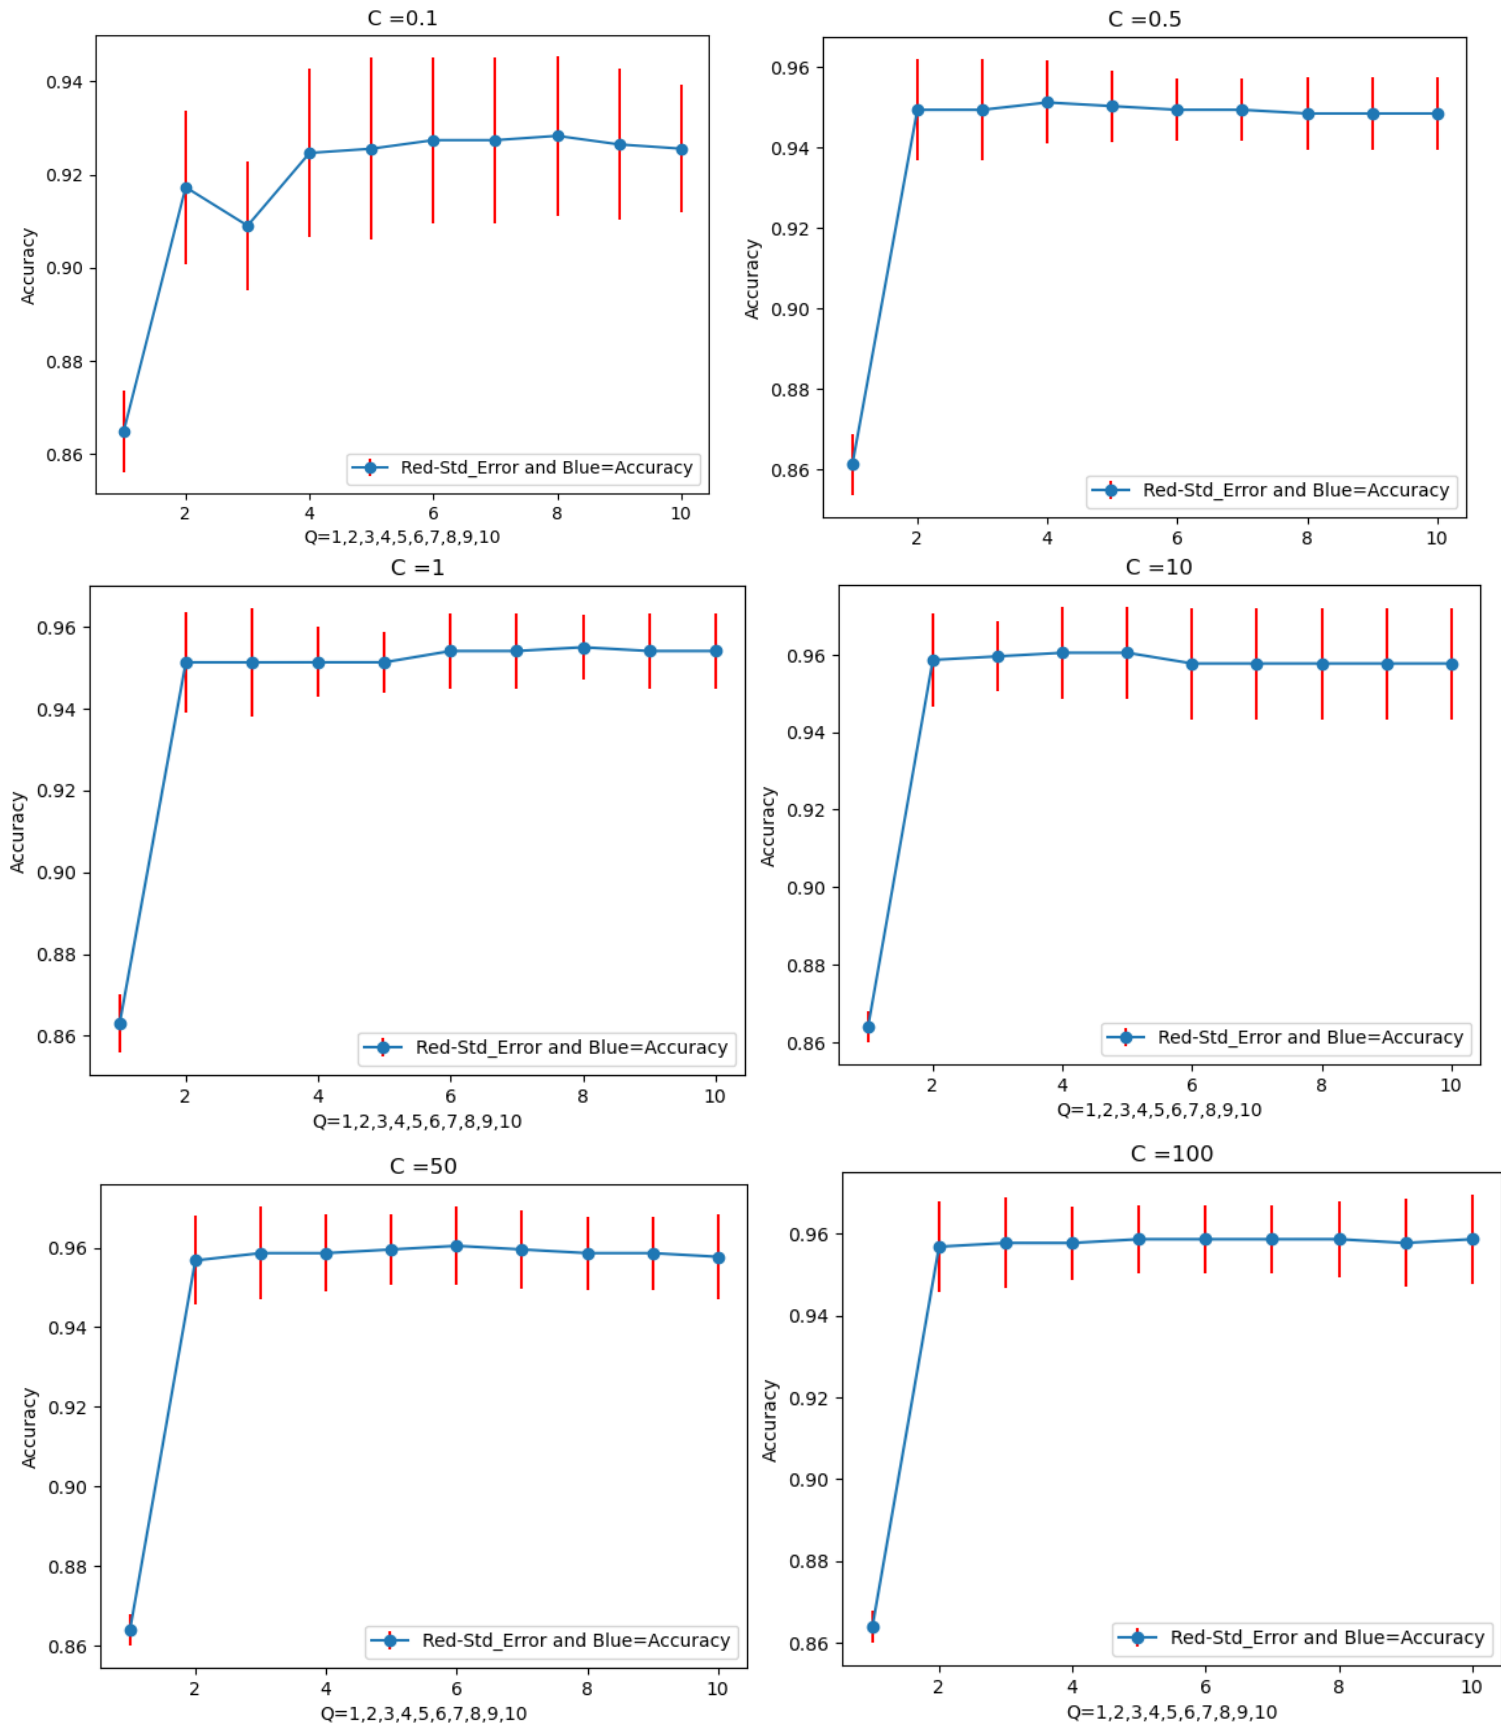 C =0.1
0.94
0.92
0.90
0.88
0.86
Accuracy
Red-Std_Error and Blue=Accuracy
2 4 6 8 10
Q=1,2,3,4,5,6,7,8,9,10
C =0.5
0.96
0.94
0.92
0.90
0.88
0.86
Accuracy
Red-Std_Error and Blue=Accuracy
2 4 6 8 10
C =1
0.96
0.94
0.92
0.90
0.88
0.86
Accuracy
Red-Std_Error and Blue=Accuracy
2 4 6 8 10
Q=1,2,3,4,5,6,7,8,9,10
C =10
0.96
0.94
0.92
0.90
0.88
0.86
Accuracy
Red-Std_Error and Blue=Accuracy
2 4 6 8 10
Q=1,2,3,4,5,6,7,8,9,10
C =50
0.96
0.94
0.92
0.90
0.88
0.86
Accuracy
Red-Std_Error and Blue=Accuracy
2 4 6 8 10
Q=1,2,3,4,5,6,7,8,9,10
C =100
0.96
0.94
0.92
0.90
0.88
0.86
Accuracy
Red-Std_Error and Blue=Accuracy
2 4 6 8 10
Q=1,2,3,4,5,6,7,8,9,10